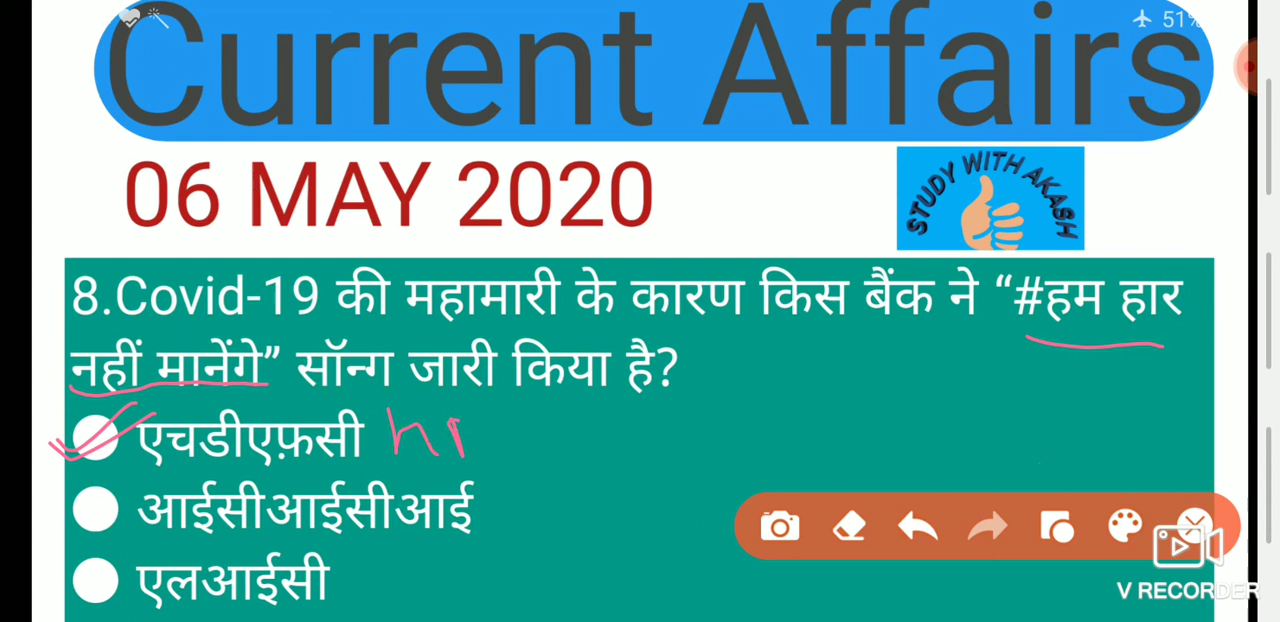 Current Affairs
51%
06 MAY 2020
STUDY WITH AKASH
8.Covid-19 की महामारी के कारण किस बैंक ने “#हम हार
नहीं मानेंगे” सॉन्ग जारी किया है?
एचडीएफ़सी
आईसीआईसीआई
एलआईसी
V RECORDER